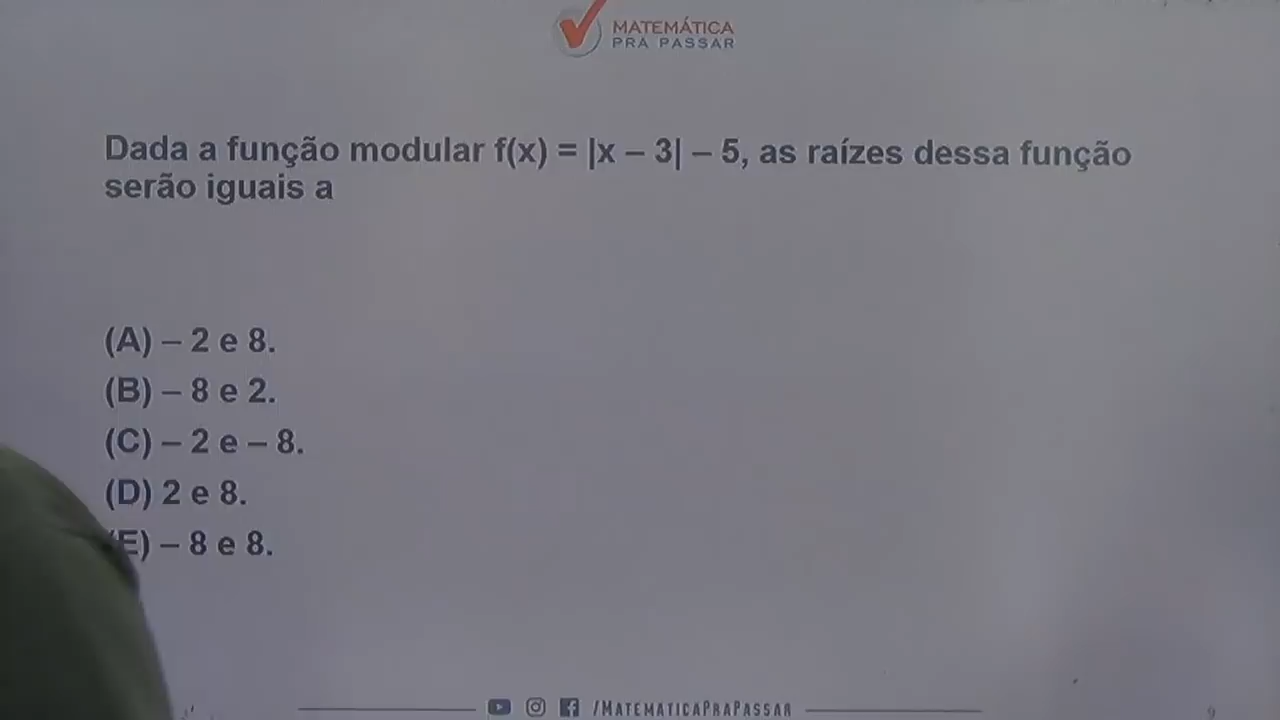 MATEMÁTICA
PRA PASSAR
Dada a função modular f(x) = |x – 3| – 5, as raízes dessa função
serão iguais a
(A) – 2 e 8.
(B) – 8 e 2.
(C) – 2 e – 8.
(D) 2 e 8.
(E) – 8 e 8.
/MATEMATICAPRAPASSAR
9